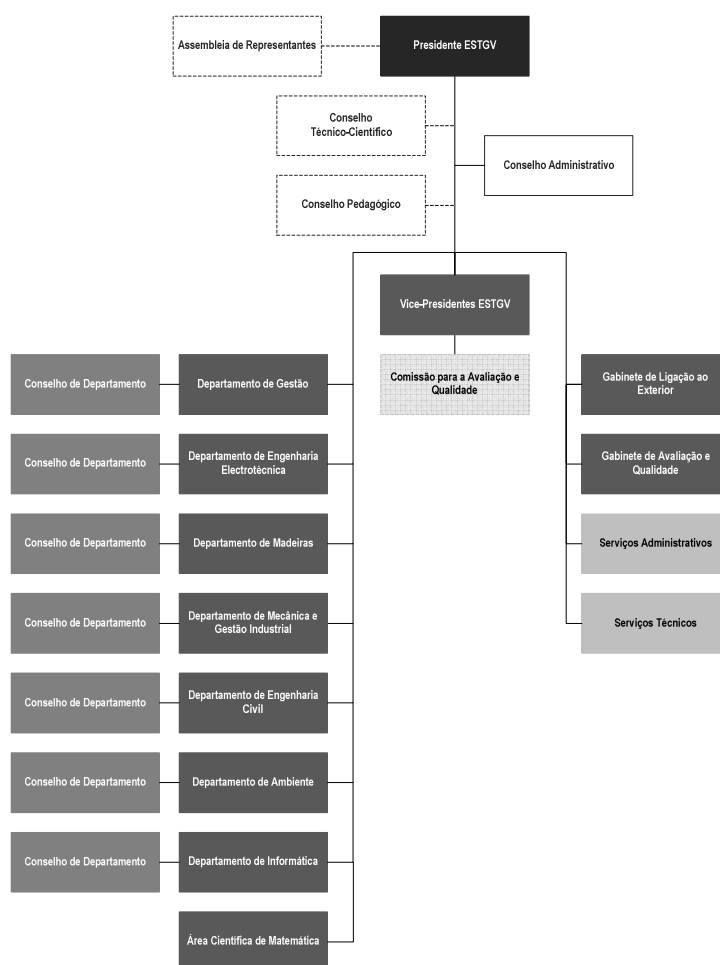 Assembleia de Representantes
Presidente ESTGV
Conselho
Técnico-Científico
Conselho Administrativo
Conselho Pedagógico
Vice-Presidentes ESTGV
Comissão para a Avaliação e
Qualidade
Conselho de Departamento
Departamento de Gestão
Gabinete de Ligação ao
Exterior
Conselho de Departamento
Departamento de Engenharia
Electrotécnica
Gabinete de Avaliação e
Qualidade
Conselho de Departamento
Departamento de Madeiras
Serviços Administrativos
Conselho de Departamento
Departamento de Mecânica e
Gestão Industrial
Serviços Técnicos
Conselho de Departamento
Departamento de Engenharia
Civil
Conselho de Departamento
Departamento de Ambiente
Conselho de Departamento
Departamento de Informática
Área Científica de Matemática